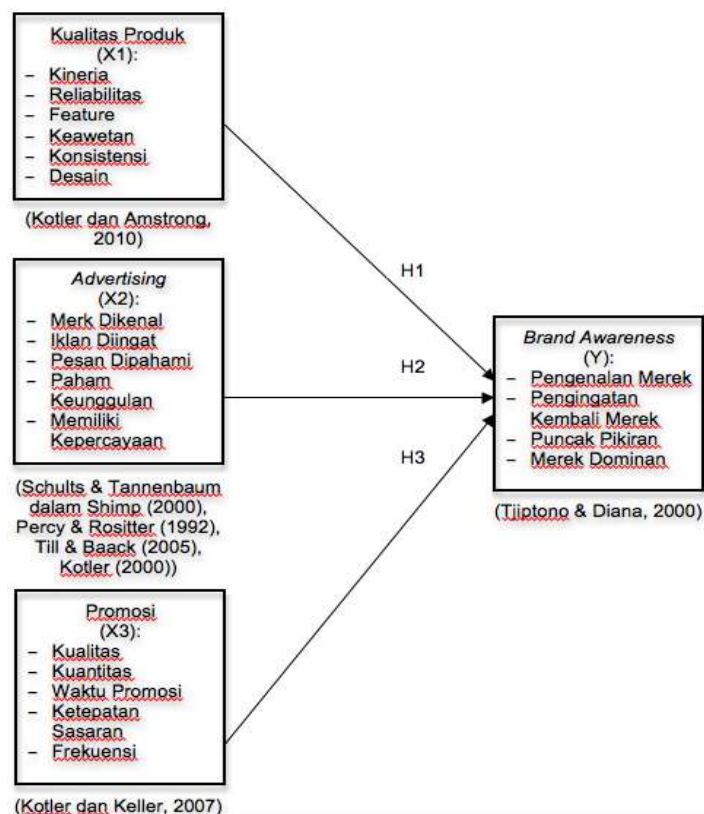 Kualitas Produk
(X1):
– Kinerja
– Reliabilitas
– Feature
– Keawetan
– Konsistensi
– Desain
(Kotler dan Amstrong,
2010)
Advertising
(X2):
– Merk Dikenal
– Iklan Diingat
– Pesan Dipahami
– Paham
Keunggulan
– Memiliki
Kepercayaan
(Schults & Tannenbaum
dalam Shimp (2000),
Percy & Rositter (1992),
Till & Baack (2005),
Kotler (2000))
Promosi
(X3):
– Kualitas
– Kuantitas
– Waktu Promosi
– Ketepatan
Sasaran
– Frekuensi
(Kotler dan Keller, 2007)
H1
H2
H3
Brand Awareness
(Y):
– Pengenalan Merek
– Pengingatan
Kembali Merek
– Puncak Pikiran
– Merek Dominan
(Tjiptono & Diana, 2000)